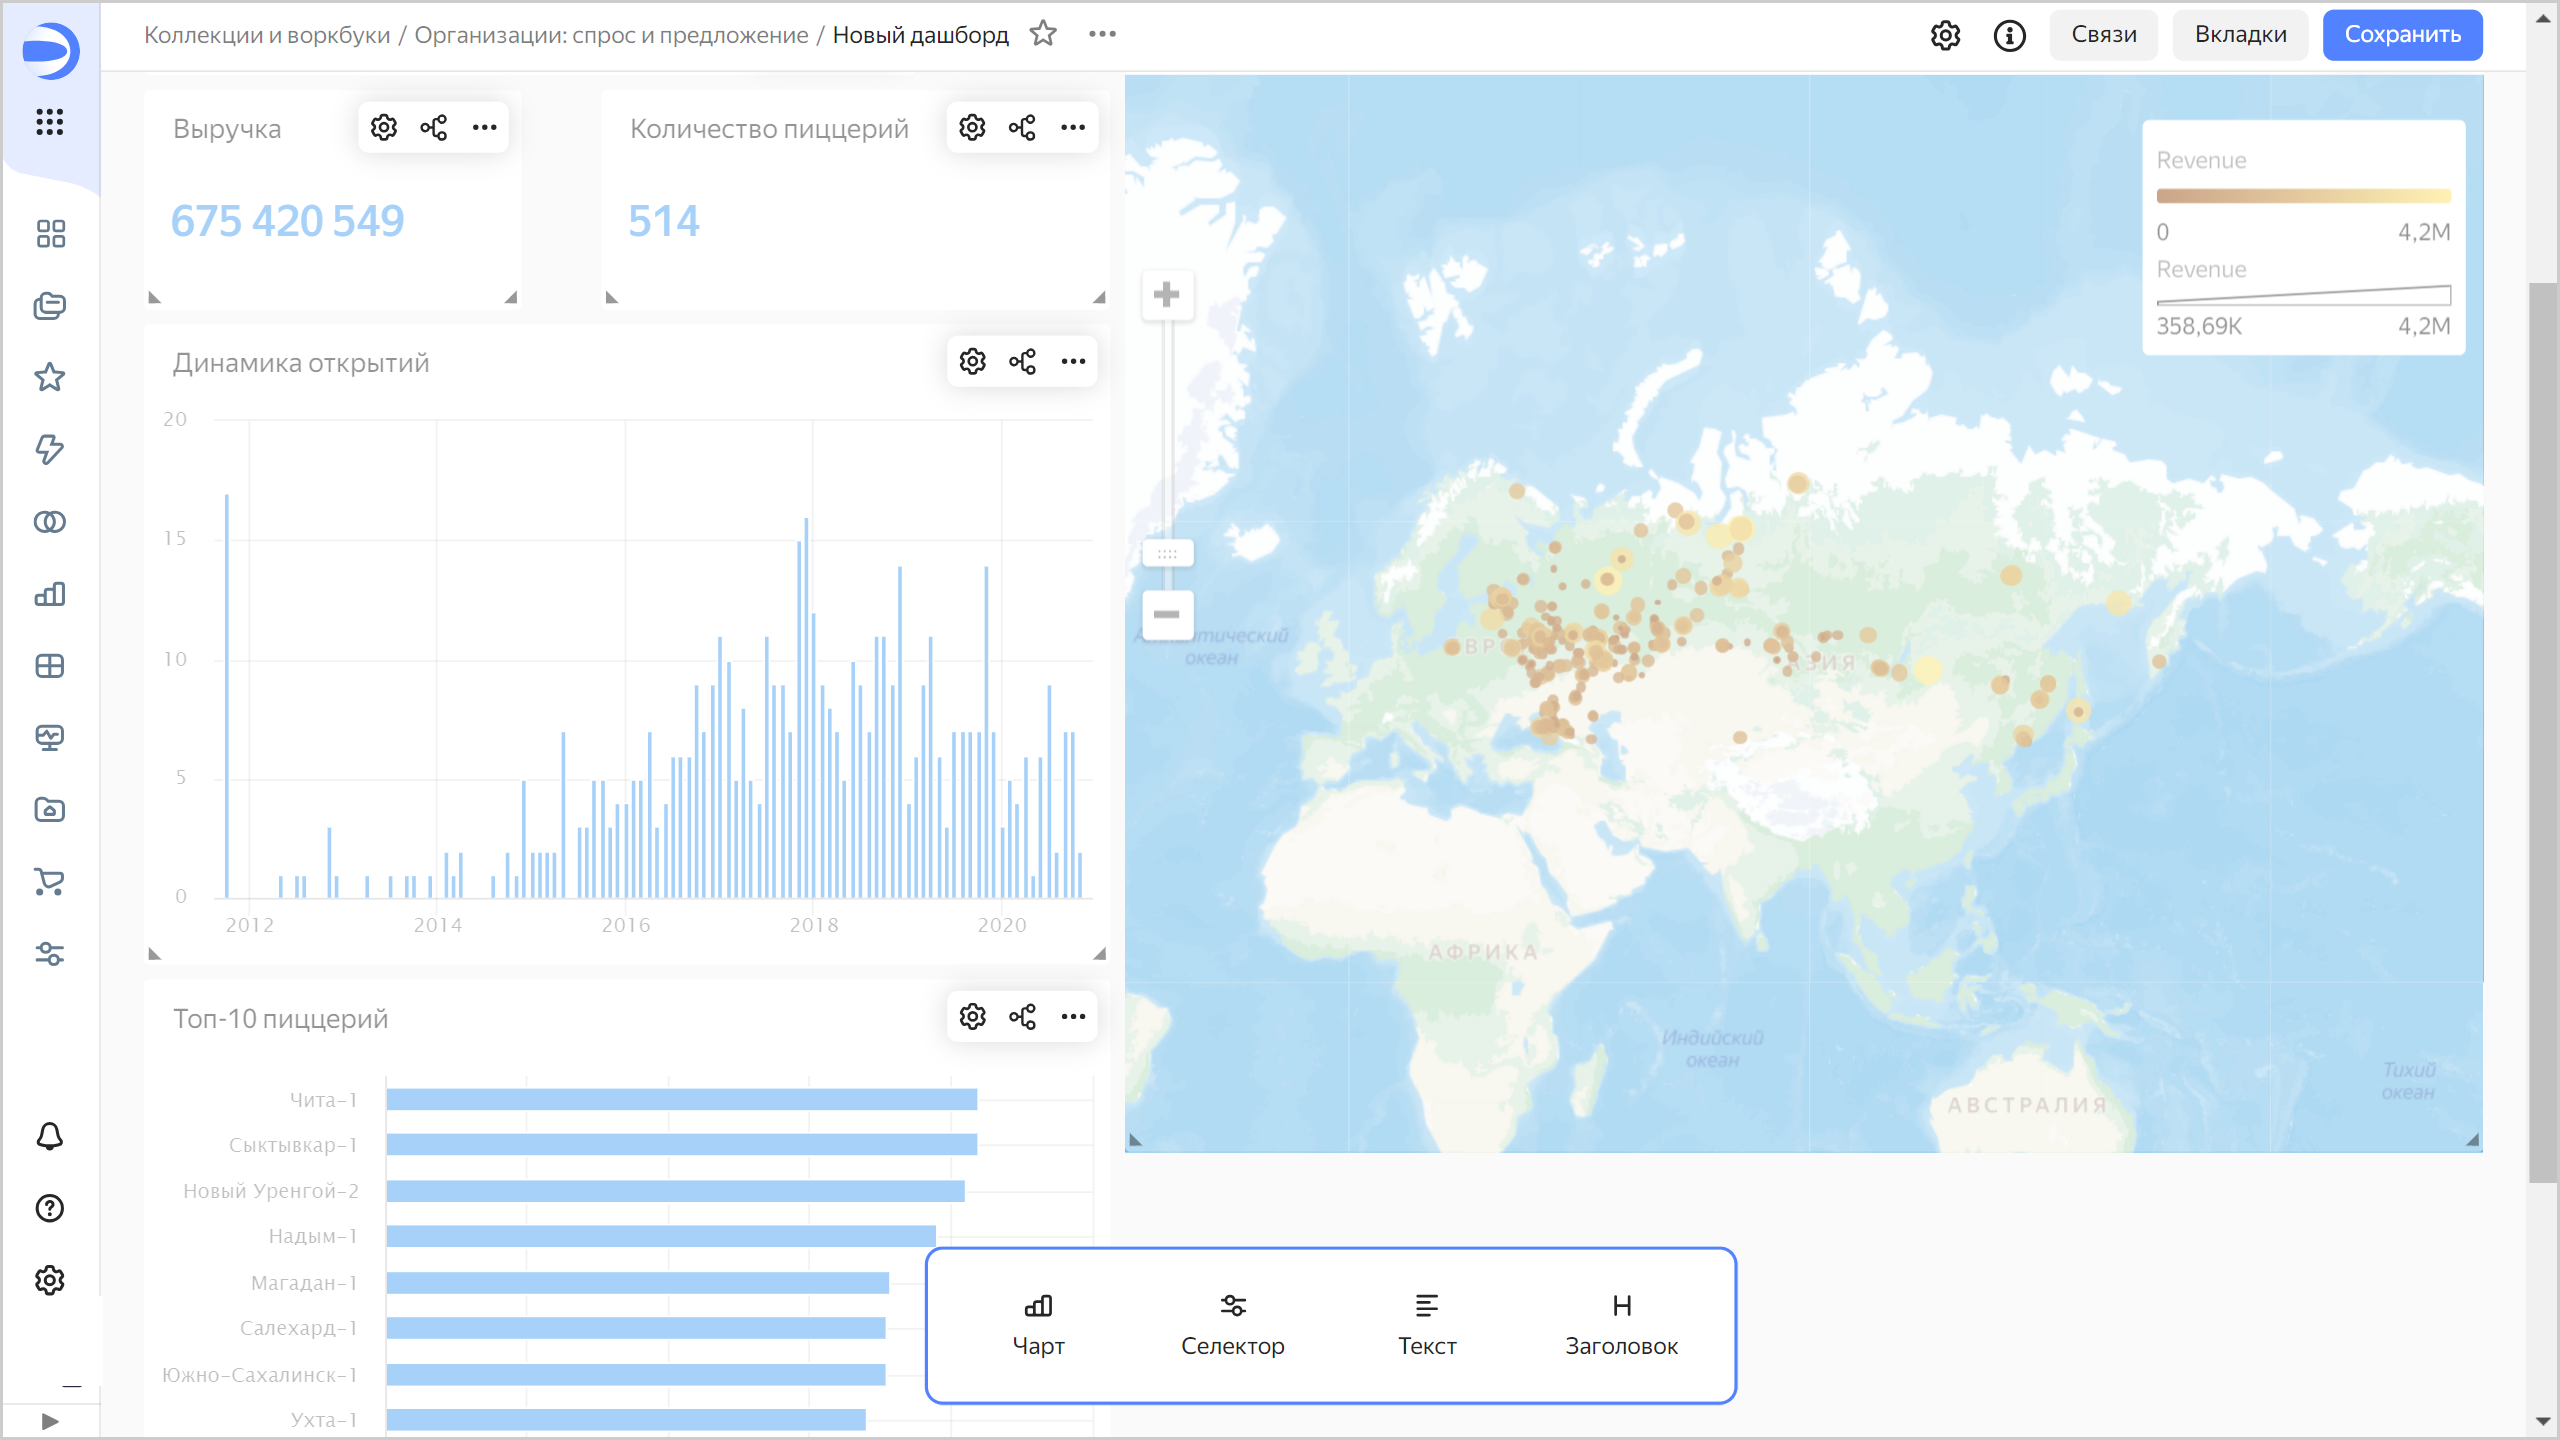 Коллекции и воркбуки / Организации: спрос и предложение / Новый дашборд
Связи
Вкладки
Сохранить
Выручка
675 420 549
Количество пиццерий
514
Динамика открытий
20
15
10
5
0
2012
2014
2016
2018
2020
Топ-10 пиццерий
Чита-1
Сыктывкар-1
Новый Уренгой-2
Надым-1
Магадан-1
Салехард-1
Южно-Сахалинск-1
Ухта-1
Revenue
0
4,2M
Revenue
358,69K
4,2M
океан
АЗИЯ
АФРИКА
Индийский
океан
Тихий
океан
АВСТРАЛИЯ
Чарт
Селектор
Текст
Заголовок